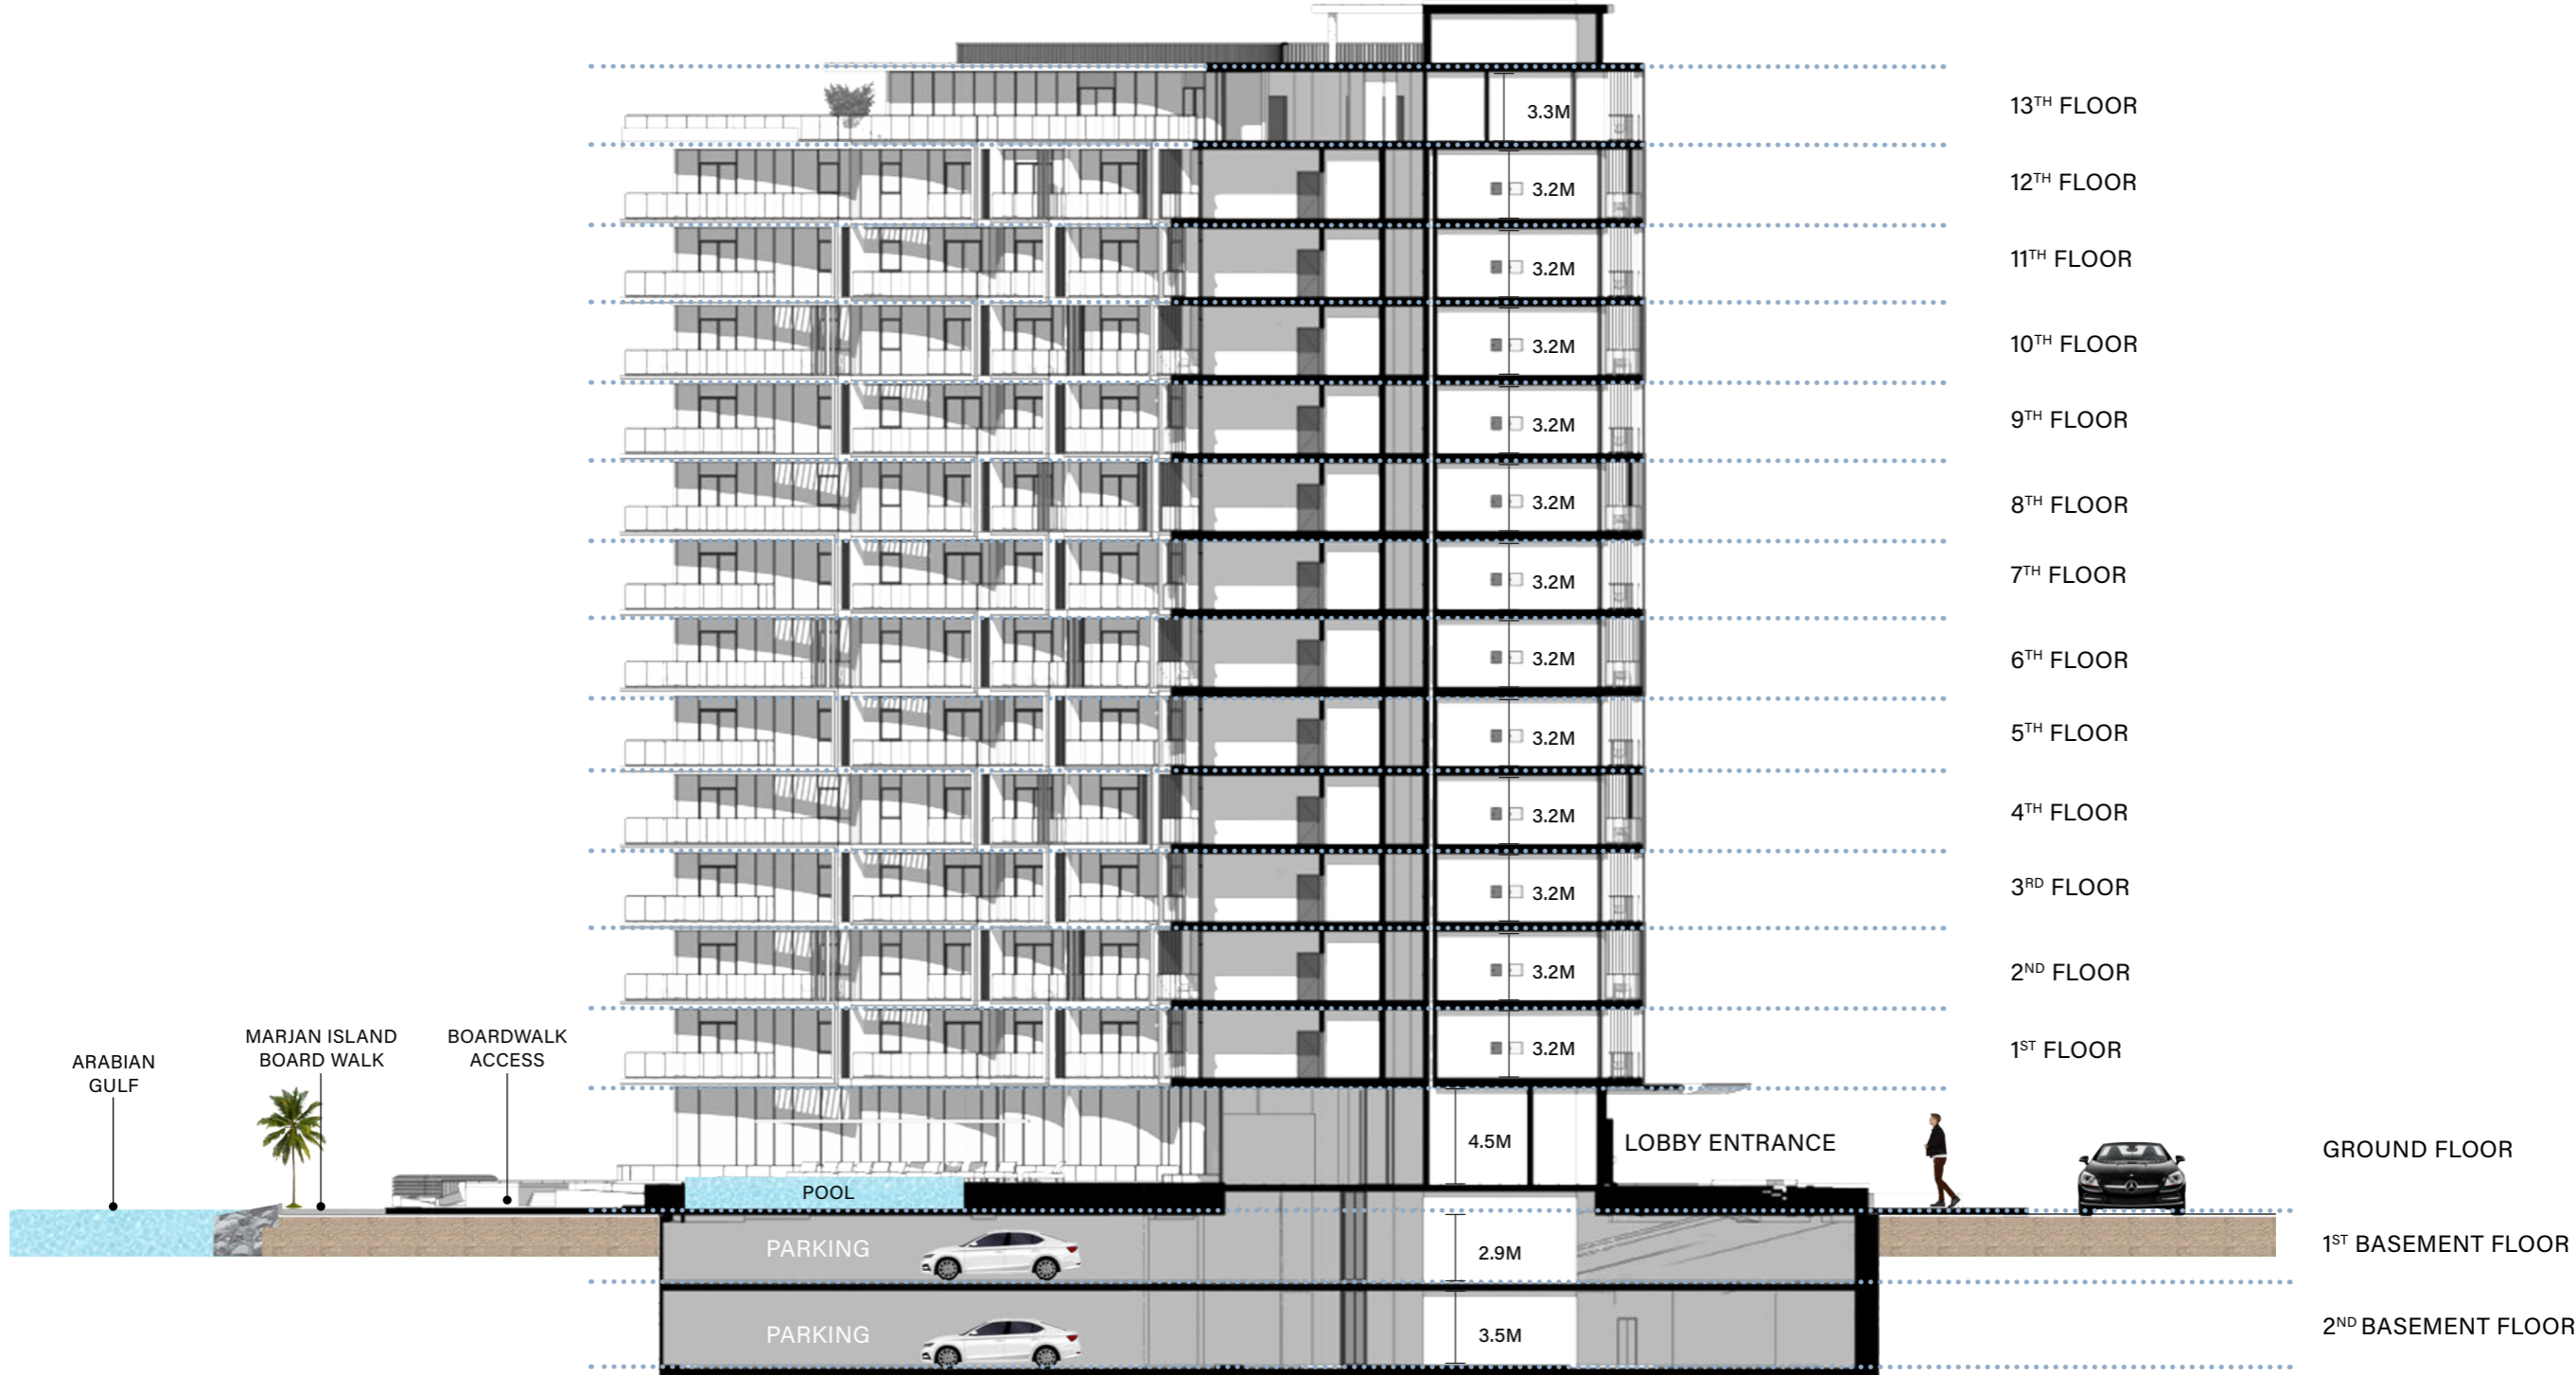 3.3M 13TH FLOOR
3.2M 12TH FLOOR
3.2M 11TH FLOOR
3.2M 10TH FLOOR
3.2M 9TH FLOOR
3.2M 8TH FLOOR
3.2M 7TH FLOOR
3.2M 6TH FLOOR
3.2M 5TH FLOOR
3.2M 4TH FLOOR
3.2M 3RD FLOOR
3.2M 2ND FLOOR
3.2M 1ST FLOOR
ARABIAN
GULF
MARJAN ISLAND
BOARD WALK
BOARDWALK
ACCESS
4.5M LOBBY ENTRANCE GROUND FLOOR
POOL
PARKING 2.9M 1ST BASEMENT FLOOR
PARKING 3.5M 2ND BASEMENT FLOOR